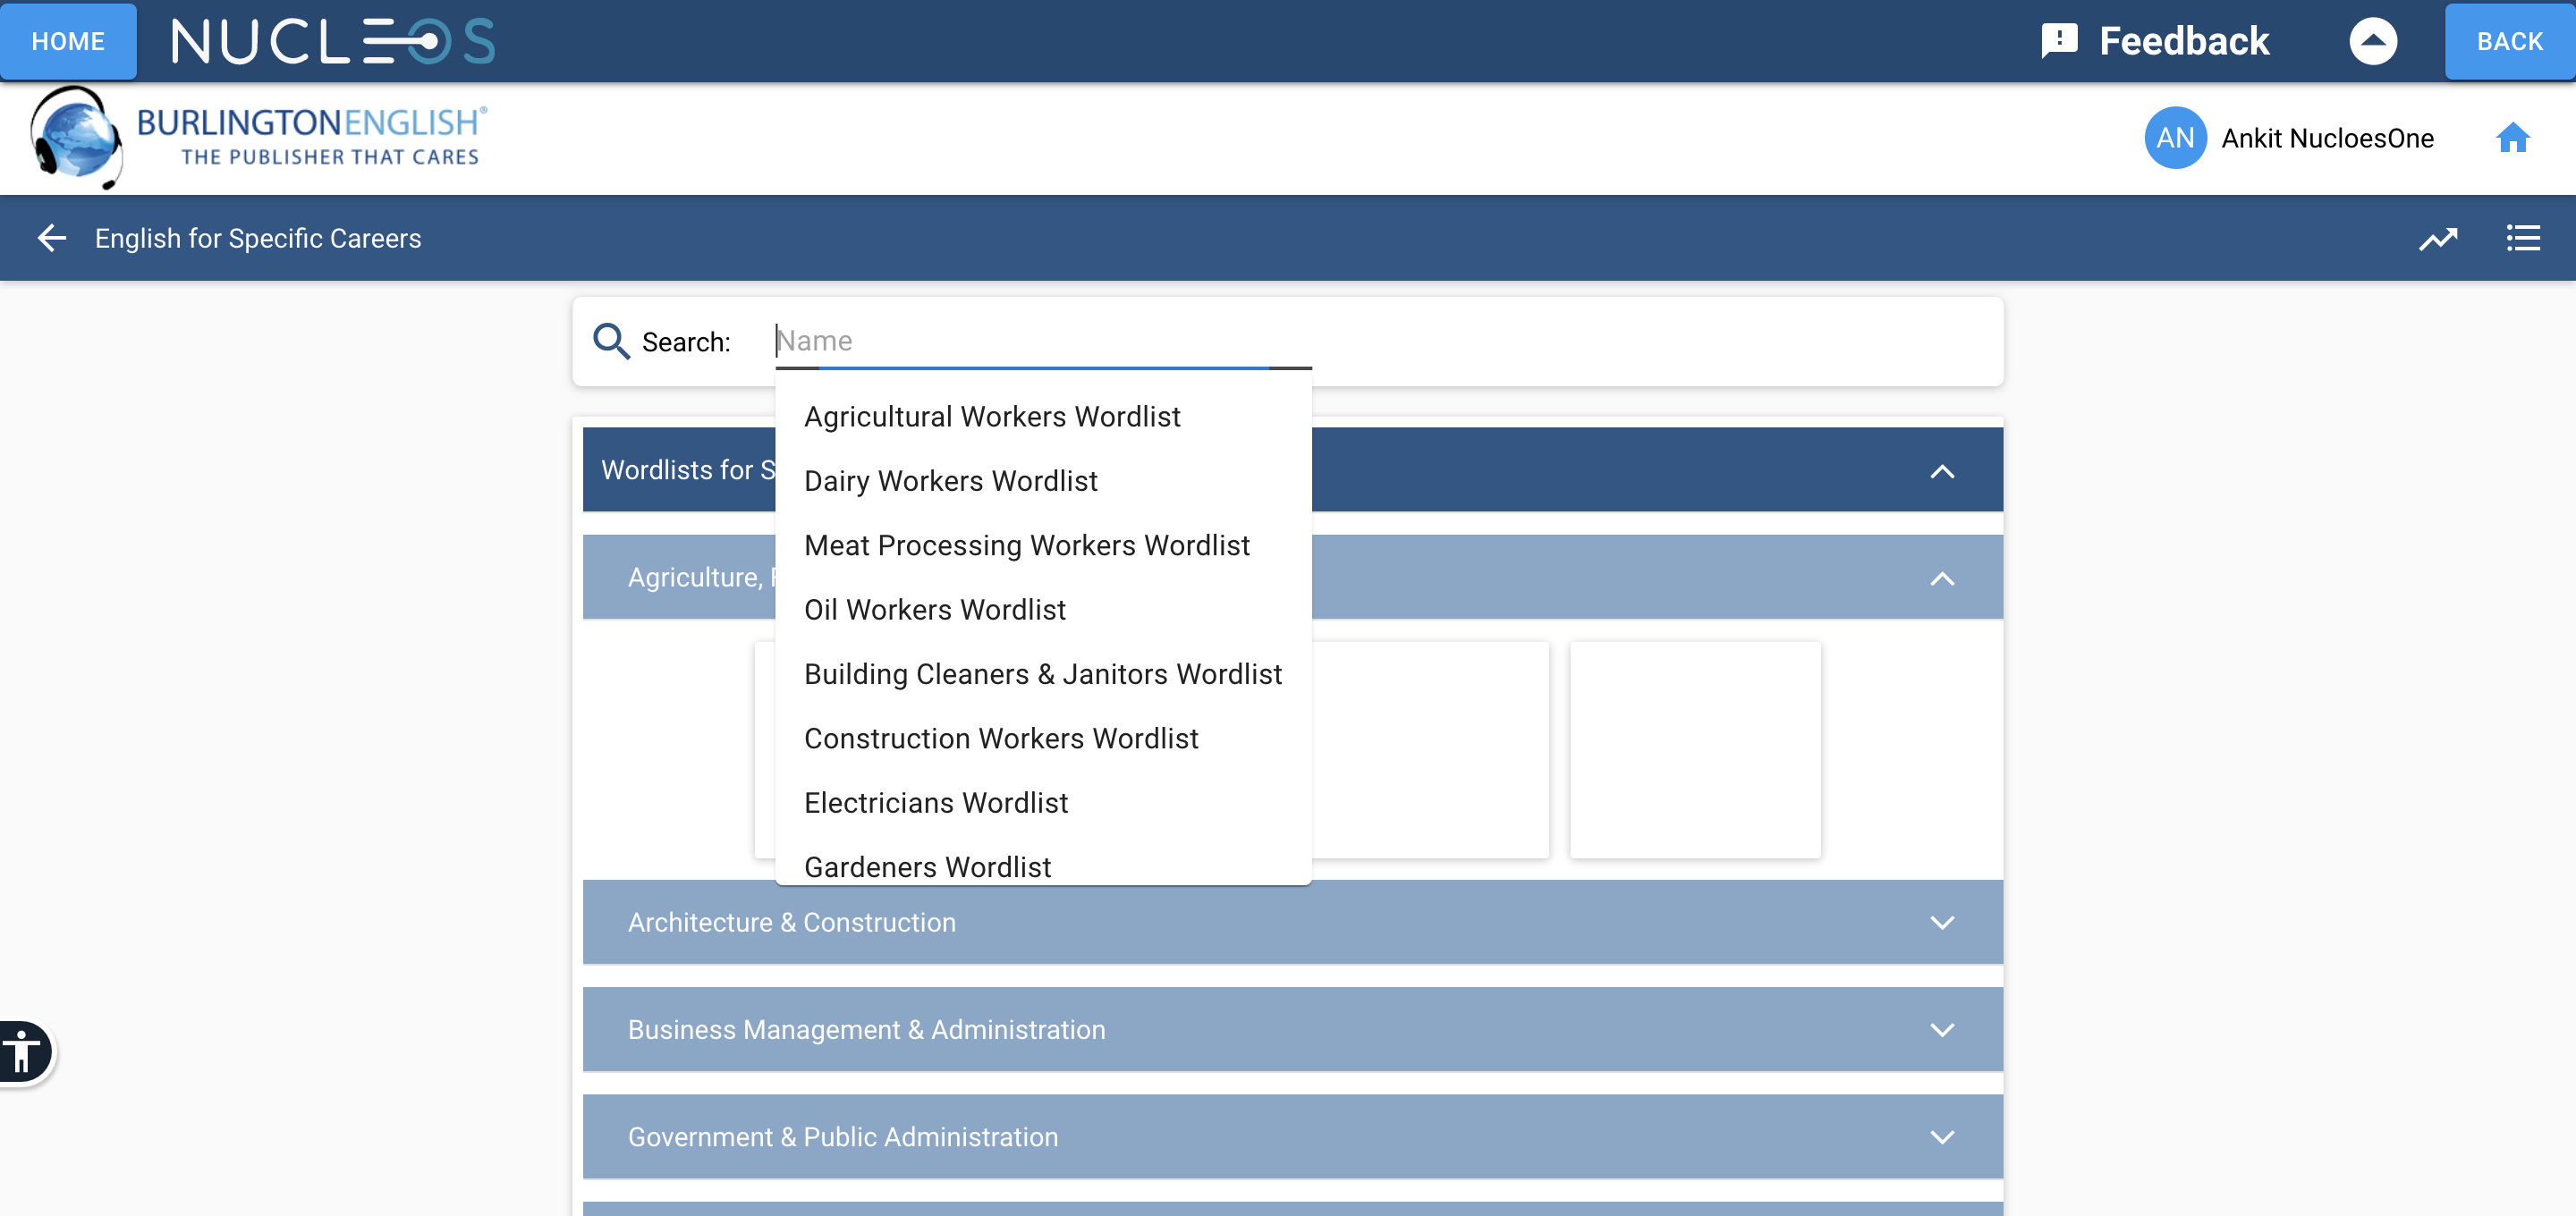 HOME
NUCLEOS
Feedback
BACK
BURLINGTONENGLISH®
THE PUBLISHER THAT CARES
AN
Ankit NucloesOne
English for Specific Careers
Search:
Name
Agricultural Workers Wordlist
Dairy Workers Wordlist
Meat Processing Workers Wordlist
Oil Workers Wordlist
Building Cleaners & Janitors Wordlist
Construction Workers Wordlist
Electricians Wordlist
Gardeners Wordlist
Wordlists for S
Agriculture,
Architecture & Construction
Business Management & Administration
Government & Public Administration